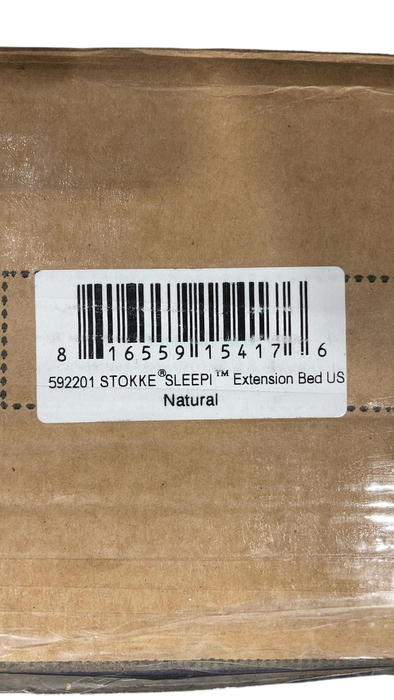 8 16559 15417 6
592201 STOKKE®SLEEPI™ Extension Bed US
Natural